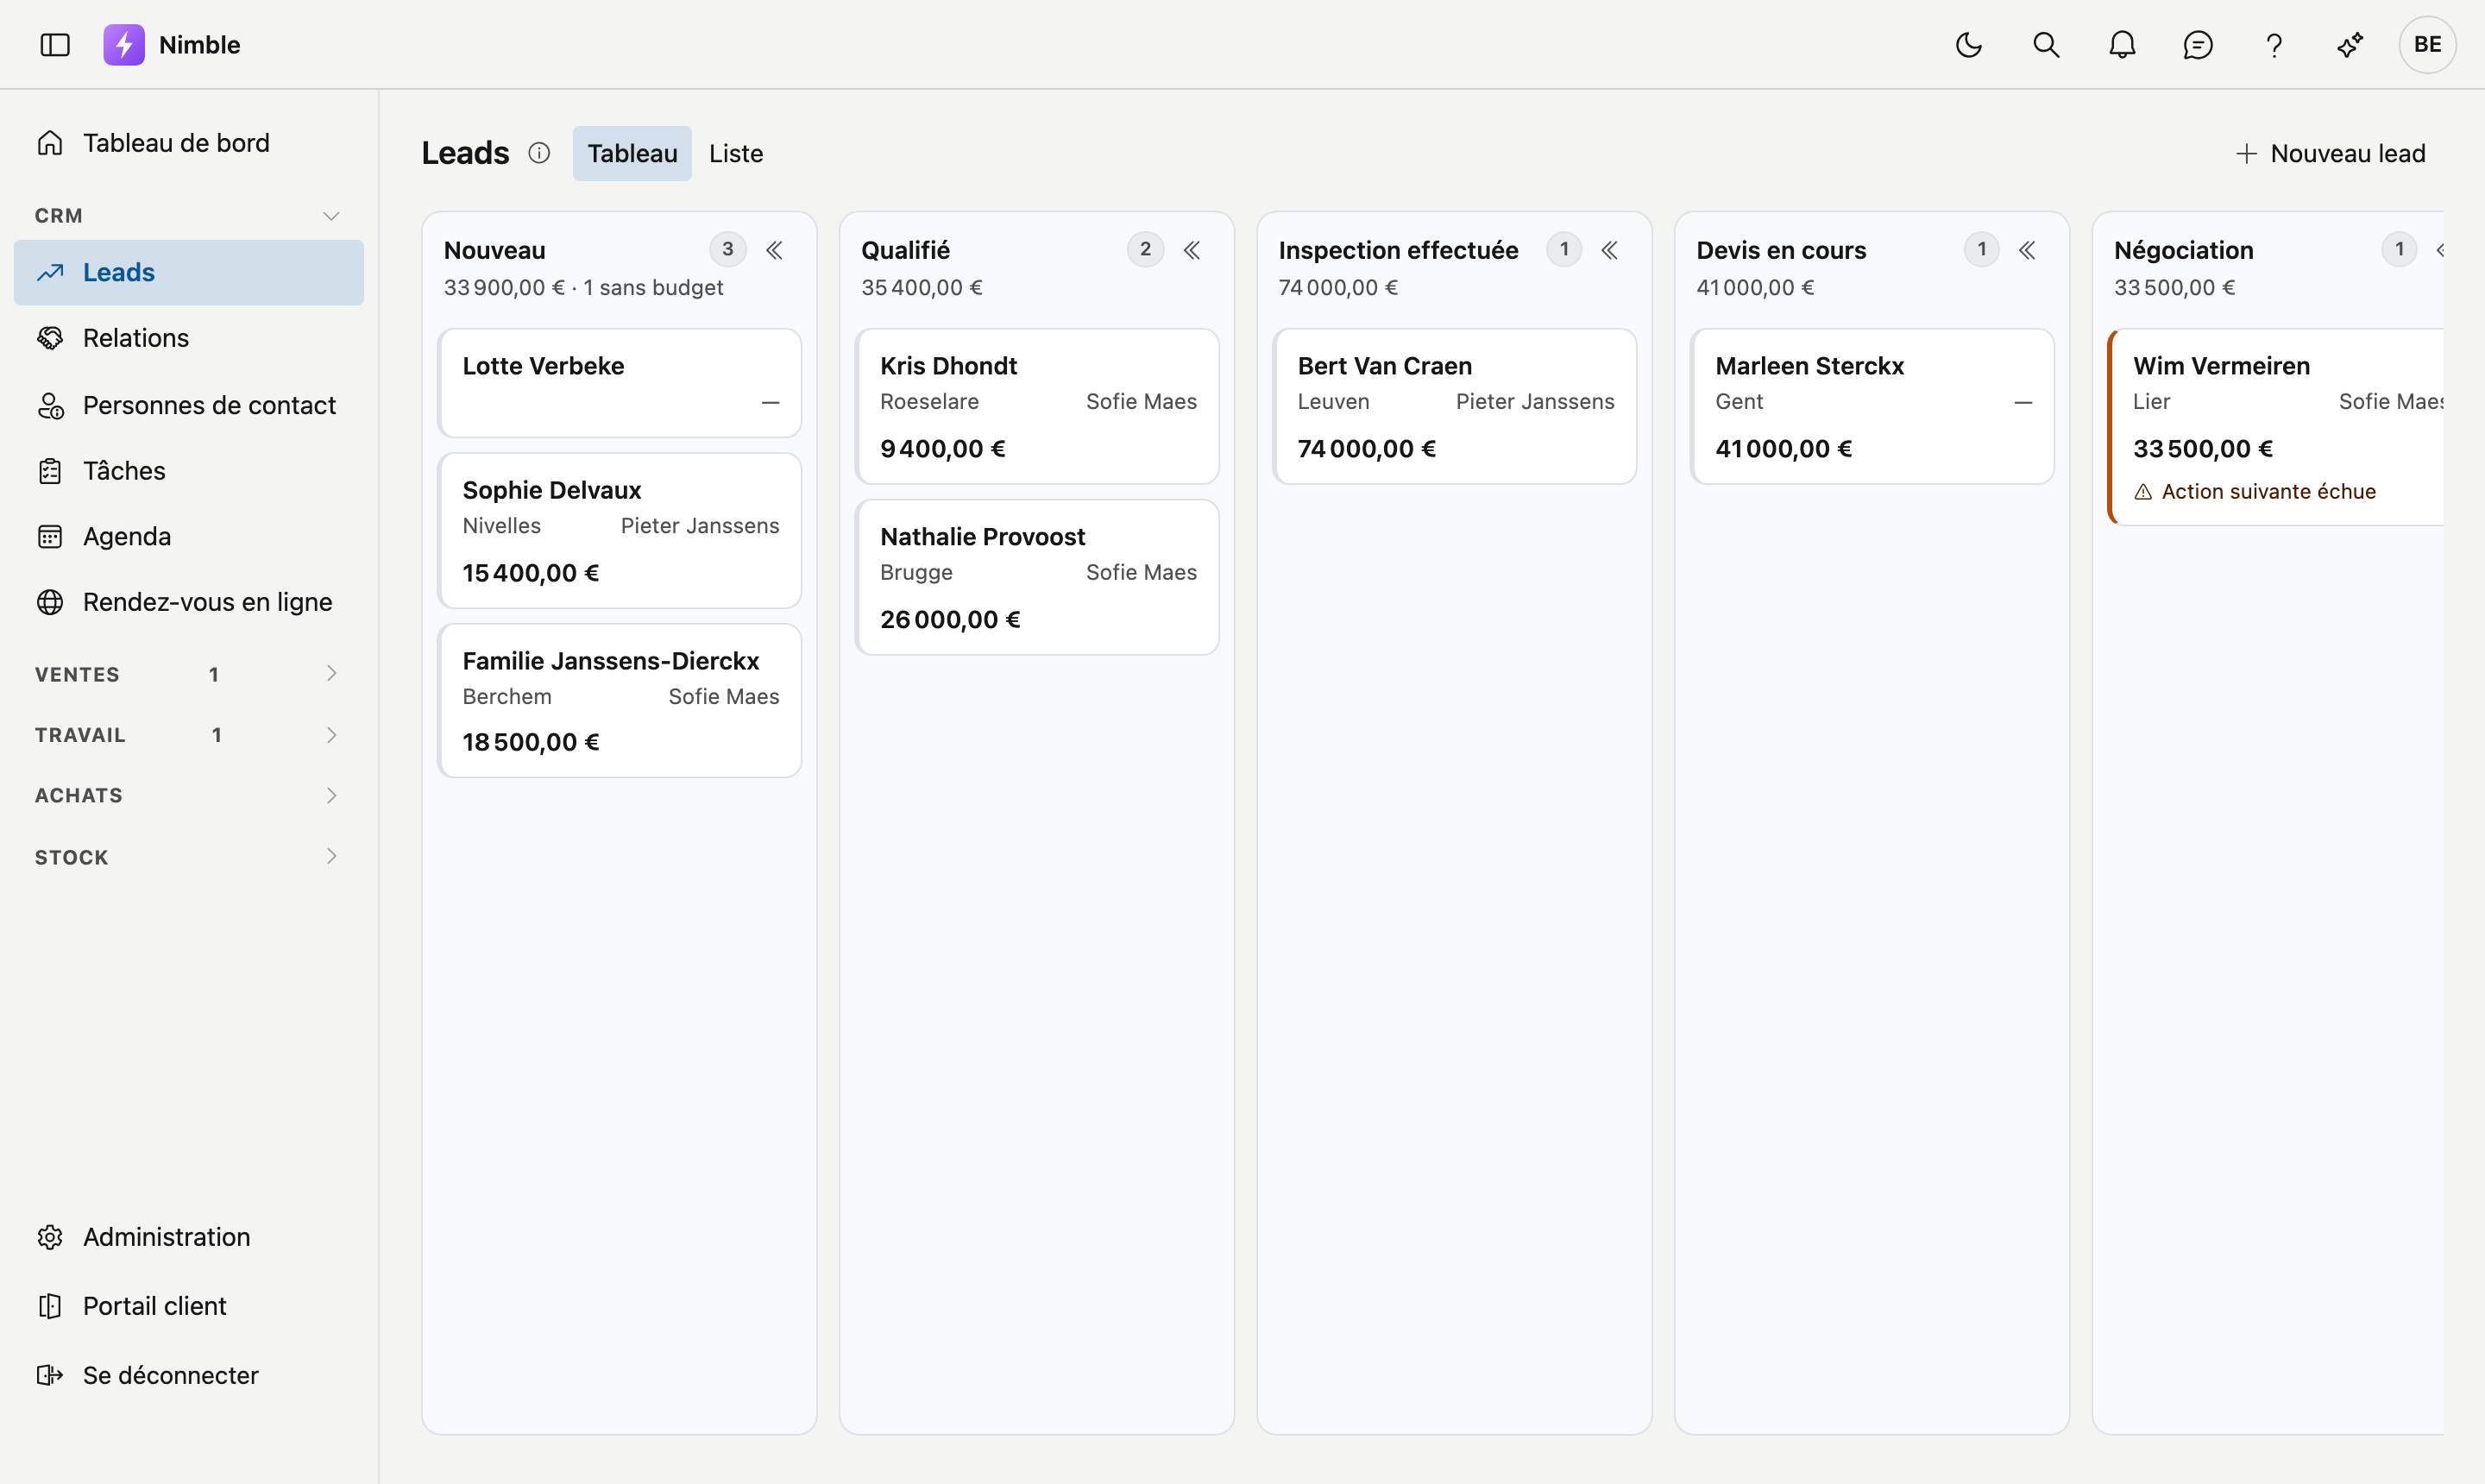 Nimble
BE
Tableau de bord
CRM
Leads
Relations
Personnes de contact
Tâches
Agenda
Rendez-vous en ligne
VENTES 1
TRAVAIL 1
ACHATS
STOCK
Administration
Portail client
Se déconnecter
Leads Tableau Liste
+ Nouveau lead
Nouveau 3
33 900,00 € · 1 sans budget
Lotte Verbeke
—
Sophie Delvaux
Nivelles Pieter Janssens
15 400,00 €
Familie Janssens-Dierckx
Berchem Sofie Maes
18 500,00 €
Qualifié 2
35 400,00 €
Kris Dhondt
Roeselare Sofie Maes
9 400,00 €
Nathalie Provoost
Brugge Sofie Maes
26 000,00 €
Inspection effectuée 1
74 000,00 €
Bert Van Craen
Leuven Pieter Janssens
74 000,00 €
Devis en cours 1
41 000,00 €
Marleen Sterckx
Gent —
41 000,00 €
Négociation 1
33 500,00 €
Wim Vermeiren
Lier Sofie Maes
33 500,00 €
Action suivante échue